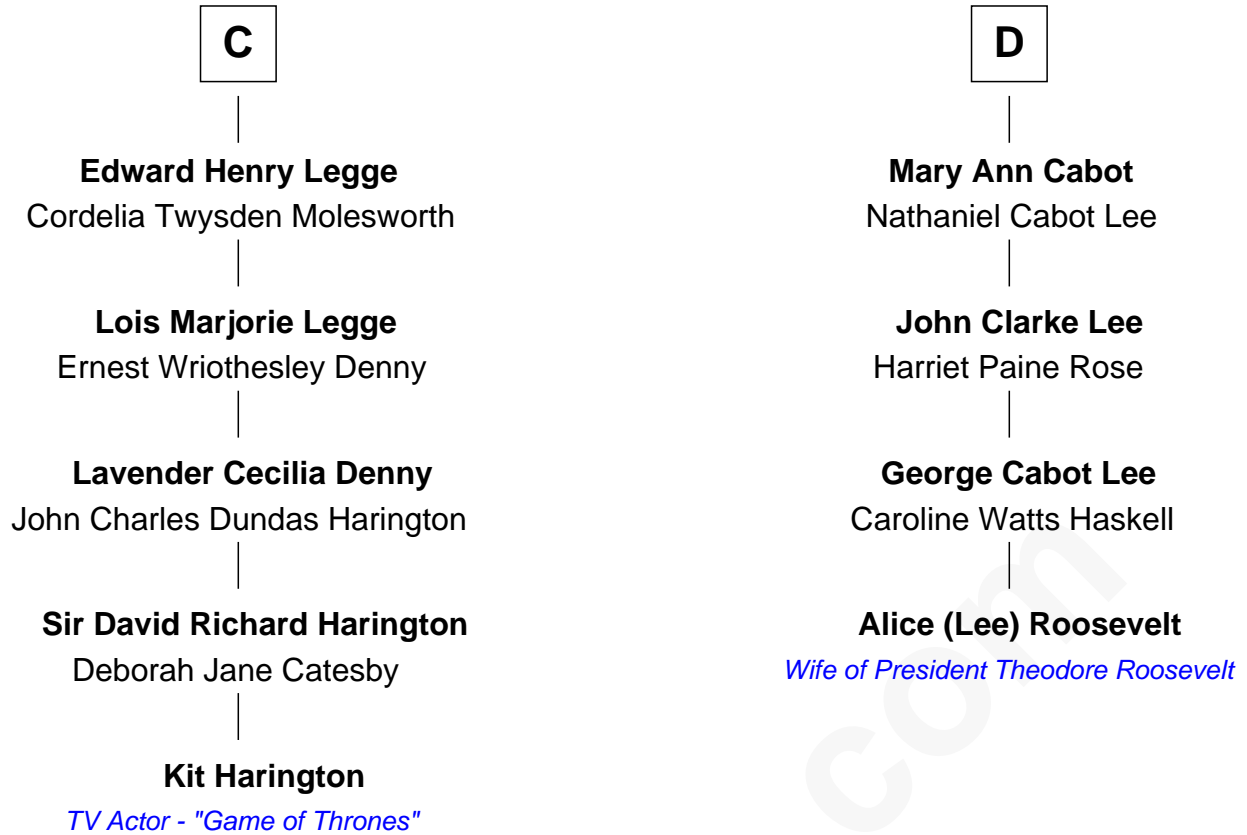 C
Edward Henry Legge
Cordelia Twysden Molesworth
Lois Marjorie Legge
Ernest Wriothesley Denny
Lavender Cecilia Denny
John Charles Dundas Harington
Sir David Richard Harington
Deborah Jane Catesby
Kit Harington
TV Actor - "Game of Thrones"
D
Mary Ann Cabot
Nathaniel Cabot Lee
John Clarke Lee
Harriet Paine Rose
George Cabot Lee
Caroline Watts Haskell
Alice (Lee) Roosevelt
Wife of President Theodore Roosevelt
com